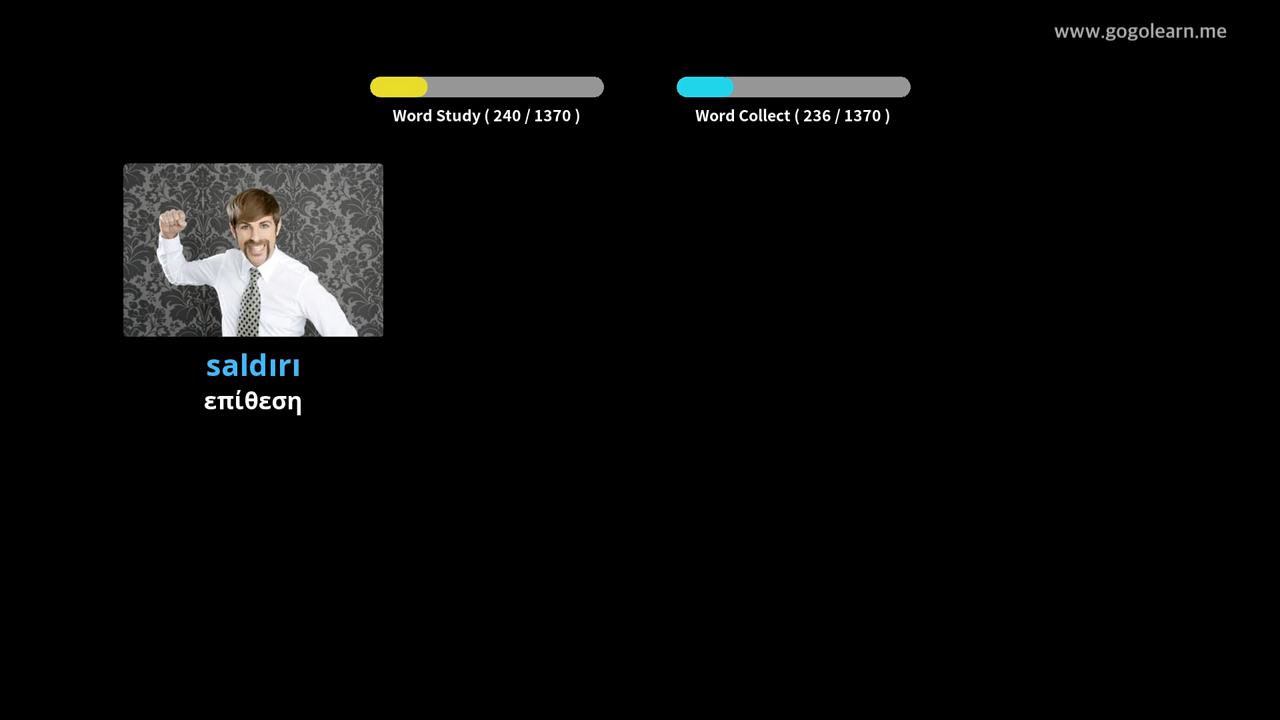 www.gogolearn.me
Word Study ( 240 / 1370 )
Word Collect ( 236 / 1370 )
saldırı
επίθεση